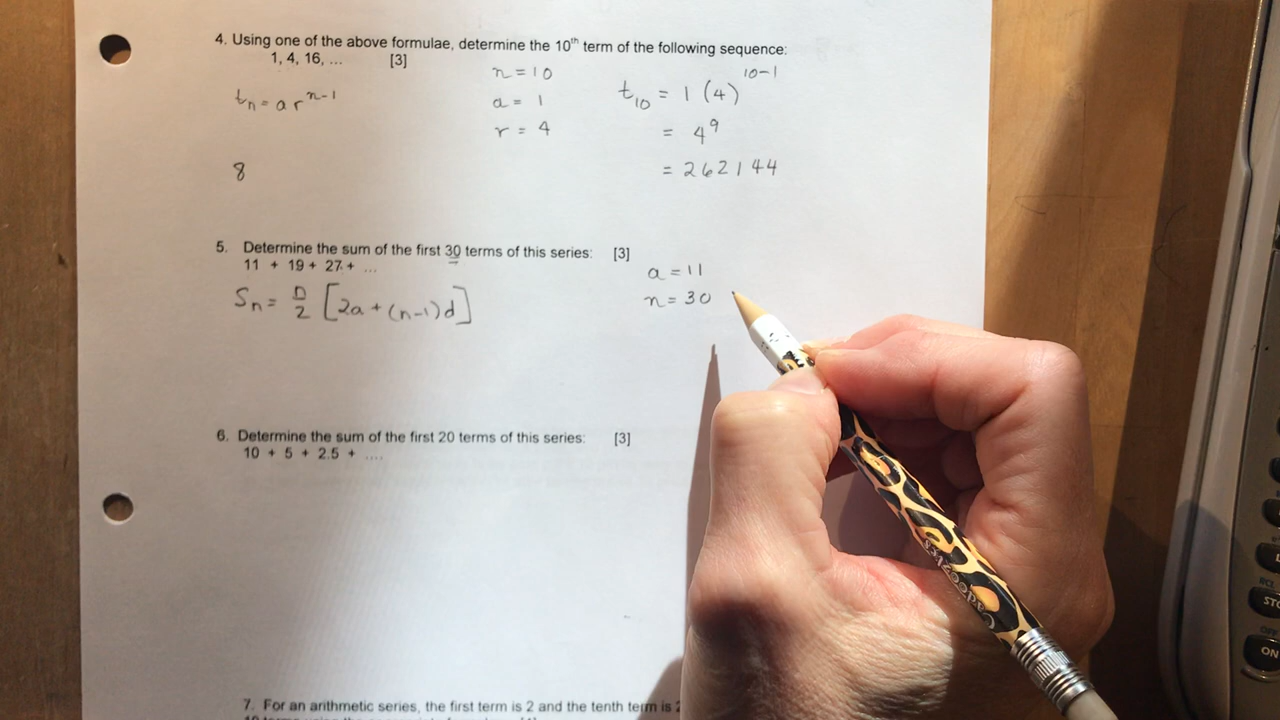 4. Using one of the above formulae, determine the 10th term of the following sequence:
1, 4, 16, ... [3]
n = 10
a = 1
r = 4
tn = a r^n-1
t10 = 1 (4)^10-1
= 4^9
= 262144
8
5. Determine the sum of the first 30 terms of this series: [3]
11 + 19 + 27 + ...
Sn = n/2 [2a + (n-1)d]
a = 11
n = 30
6. Determine the sum of the first 20 terms of this series: [3]
10 + 5 + 2.5 + ....
7. For an arithmetic series, the first term is 2 and the tenth term is
ON